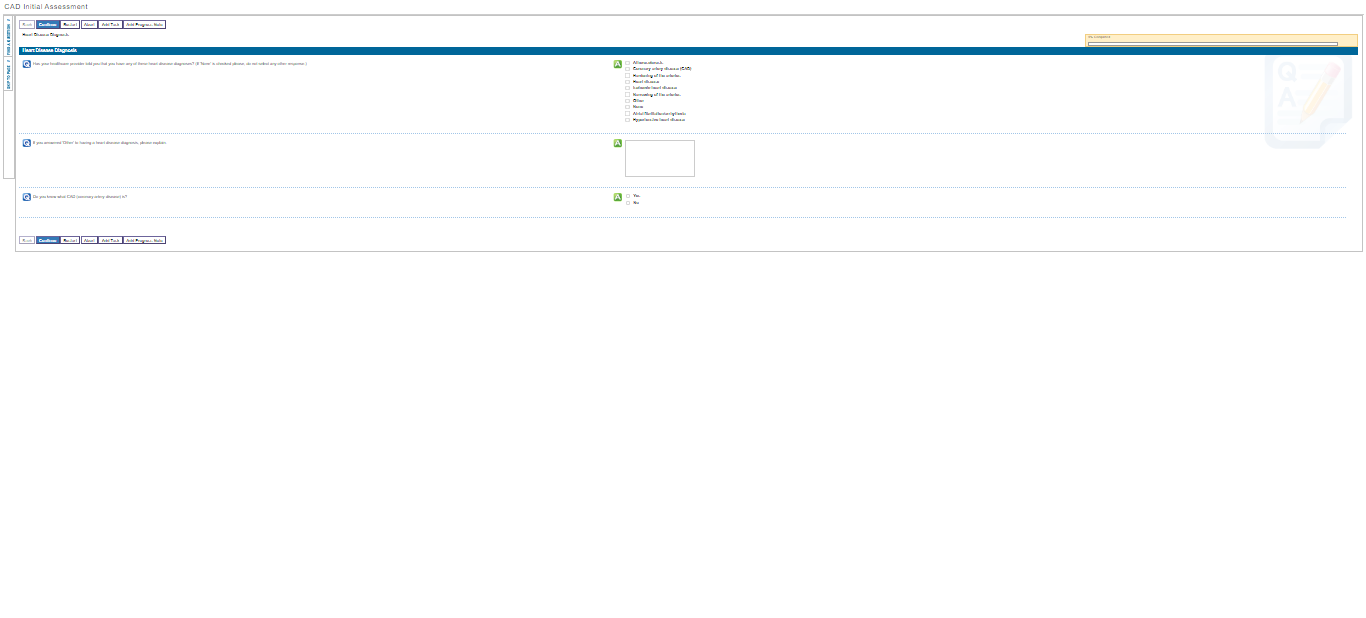 CAD Initial Assessment
Back Continue Restart Abort Add Task Add Progress Note
Heart Disease Diagnosis
Heart Disease Diagnosis
Q Has your healthcare provider told you that you have any of these heart disease diagnoses? (If 'None' is checked please, do not select any other response.)
A Atherosclerosis
Coronary artery disease (CAD)
Hardening of the arteries
Heart disease
Ischemic heart disease
Narrowing of the arteries
Other
None
Atrial fibrillation/arrhythmia
Hypertensive heart disease
Q If you answered 'Other' to having a heart disease diagnosis, please explain
A
Q Do you know what CAD (coronary artery disease) is?
A Yes
No
Back Continue Restart Abort Add Task Add Progress Note
FIND A QUESTION
SKIP TO PAGE
Q
A